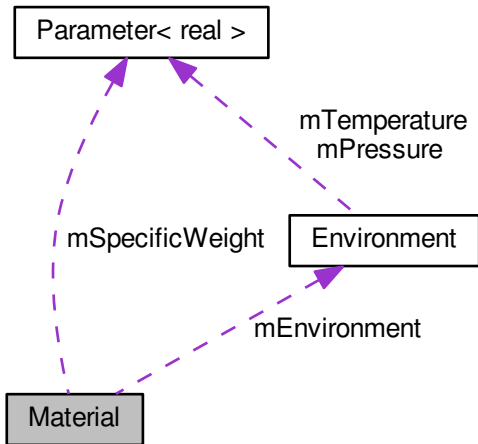 Parameter< real >
mTemperature
mPressure
mSpecificWeight
Environment
mEnvironment
Material